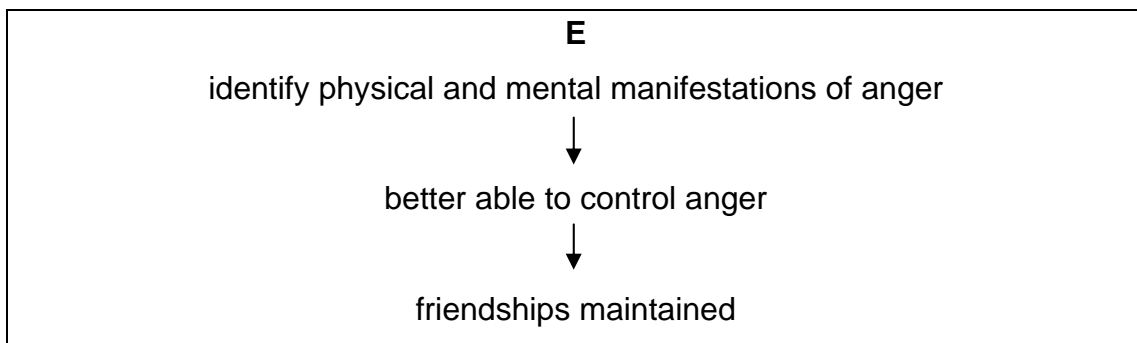 E
identify physical and mental manifestations of anger
better able to control anger
friendships maintained